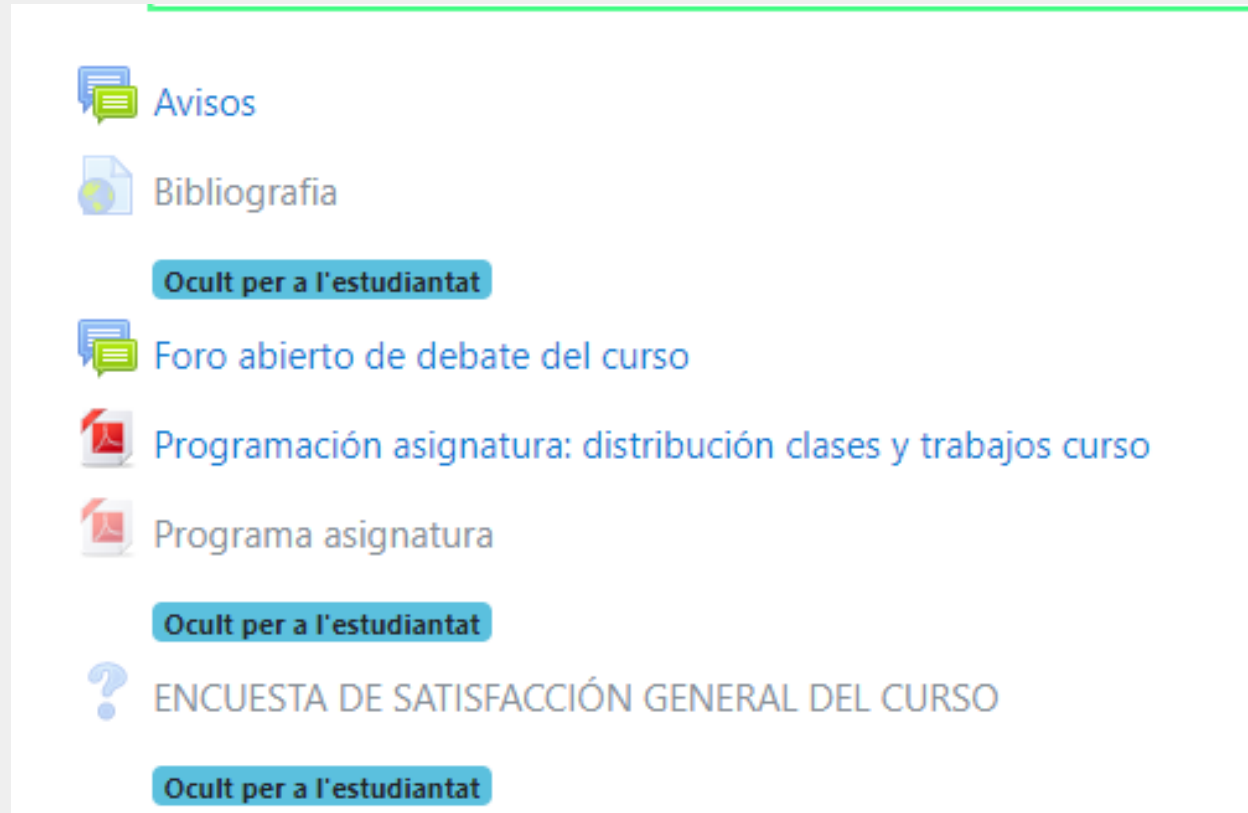 Avisos
Bibliografia
Ocult per a l'estudiantat
Foro abierto de debate del curso
Programación asignatura: distribución clases y trabajos curso
Programa asignatura
Ocult per a l'estudiantat
ENCUESTA DE SATISFACCIÓN GENERAL DEL CURSO
Ocult per a l'estudiantat